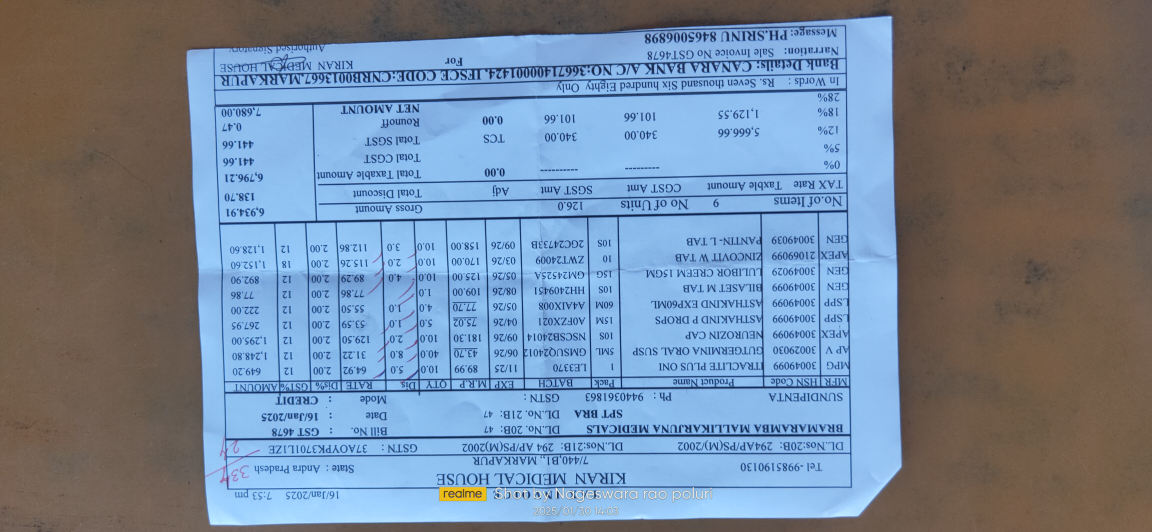 16/Jan/2025 7:53 pm
KIRAN MEDICAL HOUSE
Tel- 9985190130 7/440,B1,, MARKAPUR State : Andra Pradesh
33
DL.Nos:20B: 294AP/PS(M)/2002 DL.Nos:21B: 294 AP/PS(M)2002 GSTN : 37AOYPK3701L1ZE
BRAMARAMBA MALLIKARJUNA MEDICALS DL.No. 20B: 47 Bill No. : GST 4678
SPT BRA DL.No. 21B: 47 Date : 16/Jan/2025
SUNDIPENTA Ph : 9440361863 GSTN : Mode : CREDIT
MFR HSN Code Product Name Pack BATCH EXP M.R.P QTY Dis RATE Dis% GST% AMOUNT
MPG 30049099 ITRACLITE PLUS ONI 1 LE3370 11/25 89.99 10.0 5.0 64.92 2.00 12 649.20
AP V 30029030 GUTGERMINA ORAL SUSP 5ML GMSUQ024012 06/26 43.70 40.0 8.0 31.22 2.00 12 1,248.80
APEX 30049099 NEUROZIN CAP 10S NSCSB24014 09/26 181.30 10.0 2.0 129.50 2.00 12 1,295.00
LSPP 30049099 ASTHAKIND P DROPS 15M A0FZX021 04/26 75.02 5.0 1.0 53.59 2.00 12 267.95
LSPP 30049099 ASTHAKIND EXP60ML 60M A4AIX008 05/26 77.70 4.0 1.0 55.50 2.00 12 222.00
GEN 30049099 BILASET M TAB 10S HH2409451 08/26 109.00 1.0 77.86 2.00 12 77.86
GEN 30049029 LULIBOR CREEM 15GM 15G GM2452​5A 05/26 125.00 10.0 4.0 89.29 2.00 12 892.90
APEX 21069099 ZINCOVIT W TAB 10 ZWT24009 03/26 170.00 10.0 2.0 115.26 2.00 18 1,152.60
GEN 30049039 PANTIN- L TAB 10S 2GC24733B 09/26 158.00 10.0 3.0 112.86 2.00 12 1,128.60
No.of Items 9 No of Units 126.0 Gross Amount 6,934.91
TAX Rate Taxble Amount CGST Amt SGST Amt Adj Total Discount 138.70
0% --------- ---------- 0.00 Total Taxable Amount 6,796.21
5% Total CGST 441.66
12% 5,666.66 340.00 340.00 TCS Total SGST 441.66
18% 1,129.55 101.66 101.66 0.00 Rounoff 0.47
28% NET AMOUNT 7,680.00
In Words : Rs. Seven thousand Six hundred Eighty Only
Bank Details: CANARA BANK A/C NO:36671400001424, IFSCE CODE:CNRB0013667,MARKAPUR
Narration: Sale Invoice No GST4678 For KIRAN MEDICAL HOUSE
Message: PH.SRINU 8465006898 Authorised Signatory
realme Shot by Nageswara rao poluri
2025/01/30 14:02